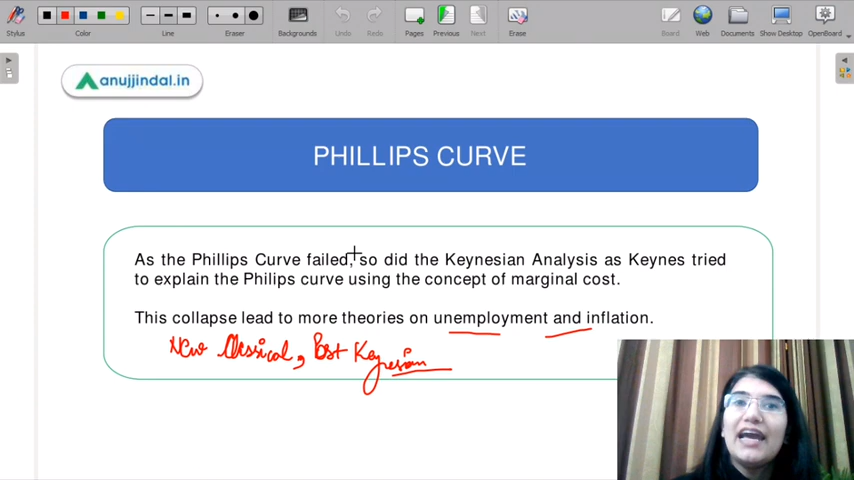 Stylus
Color
Line
Eraser
Backgrounds
Undo
Redo
Pages
Previous
Next
Erase
Board
Web
Documents
Show Desktop
OpenBoard
anujjindal.in
PHILLIPS CURVE
As the Phillips Curve failed, so did the Keynesian Analysis as Keynes tried
to explain the Philips curve using the concept of marginal cost.
This collapse lead to more theories on unemployment and inflation.
New Classical, Post Keynesian